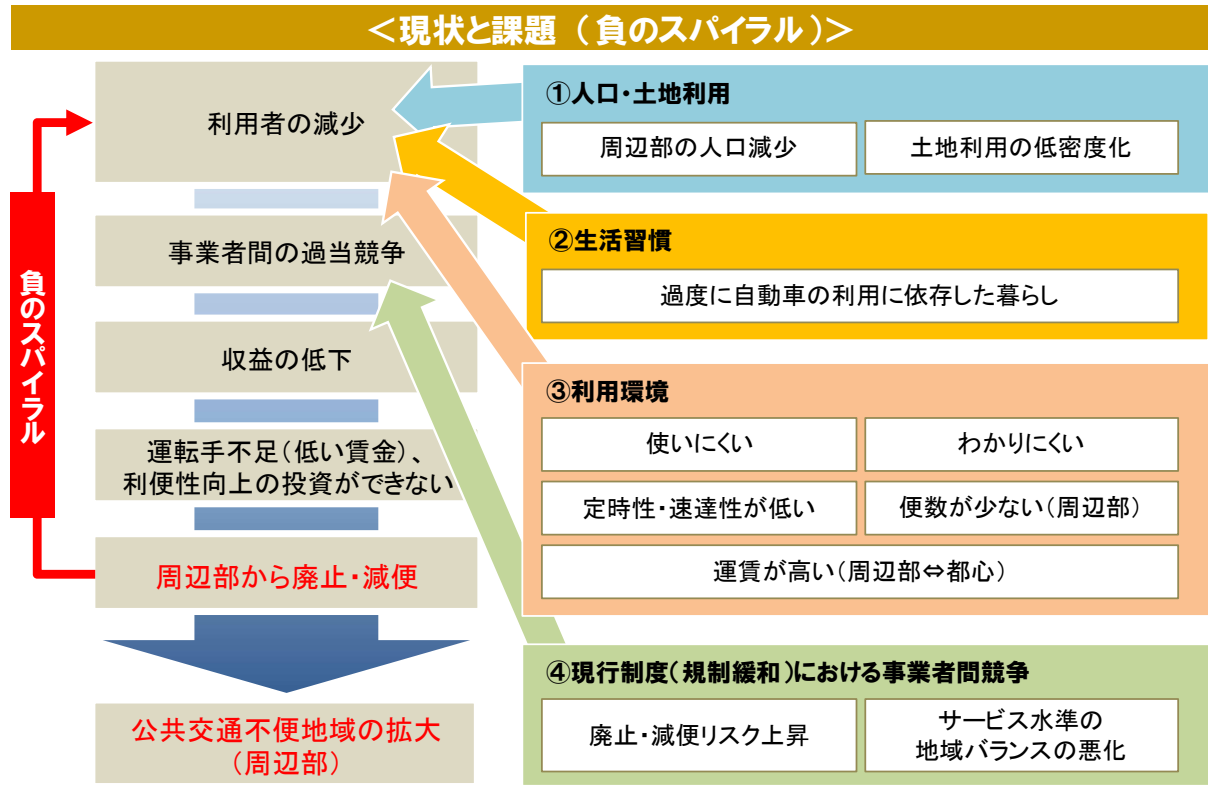 ＜現状と課題（負のスパイラル）＞
利用者の減少
事業者間の過当競争
収益の低下
運転手不足（低い賃金）、
利便性向上の投資ができない
周辺部から廃止・減便
公共交通不便地域の拡大
（周辺部）
負のスパイラル
①人口・土地利用
周辺部の人口減少
土地利用の低密度化
②生活習慣
過度に自動車の利用に依存した暮らし
③利用環境
使いにくい
わかりにくい
定時性・速達性が低い
便数が少ない（周辺部）
運賃が高い（周辺部⇔都心）
④現行制度（規制緩和）における事業者間競争
廃止・減便リスク上昇
サービス水準の
地域バランスの悪化